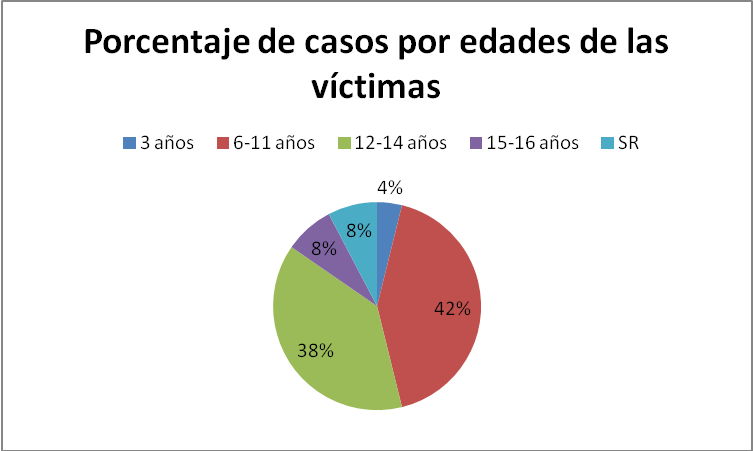 Porcentaje de casos por edades de las
víctimas
3 años 6-11 años 12-14 años 15-16 años SR
4%
8%
8%
42%
38%